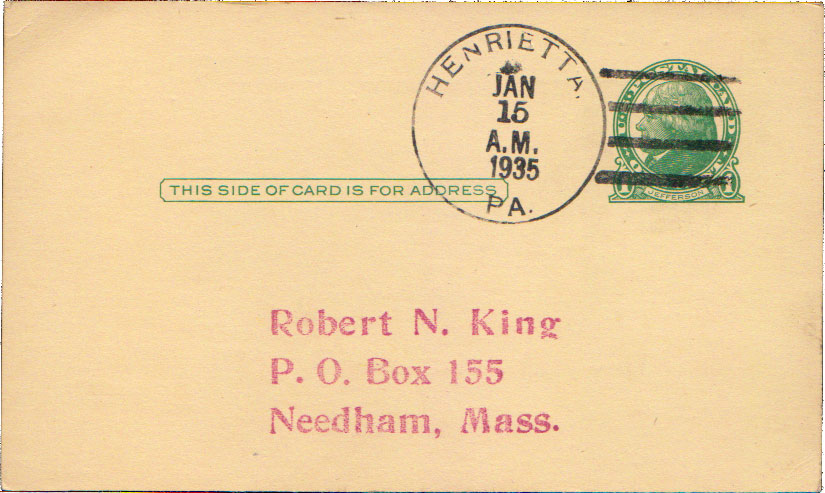 HENRIETTA,
JAN
15
A.M.
1935
PA.
JEFFERSON
THIS SIDE OF CARD IS FOR ADDRESS
Robert N. King
P. O. Box 155
Needham, Mass.